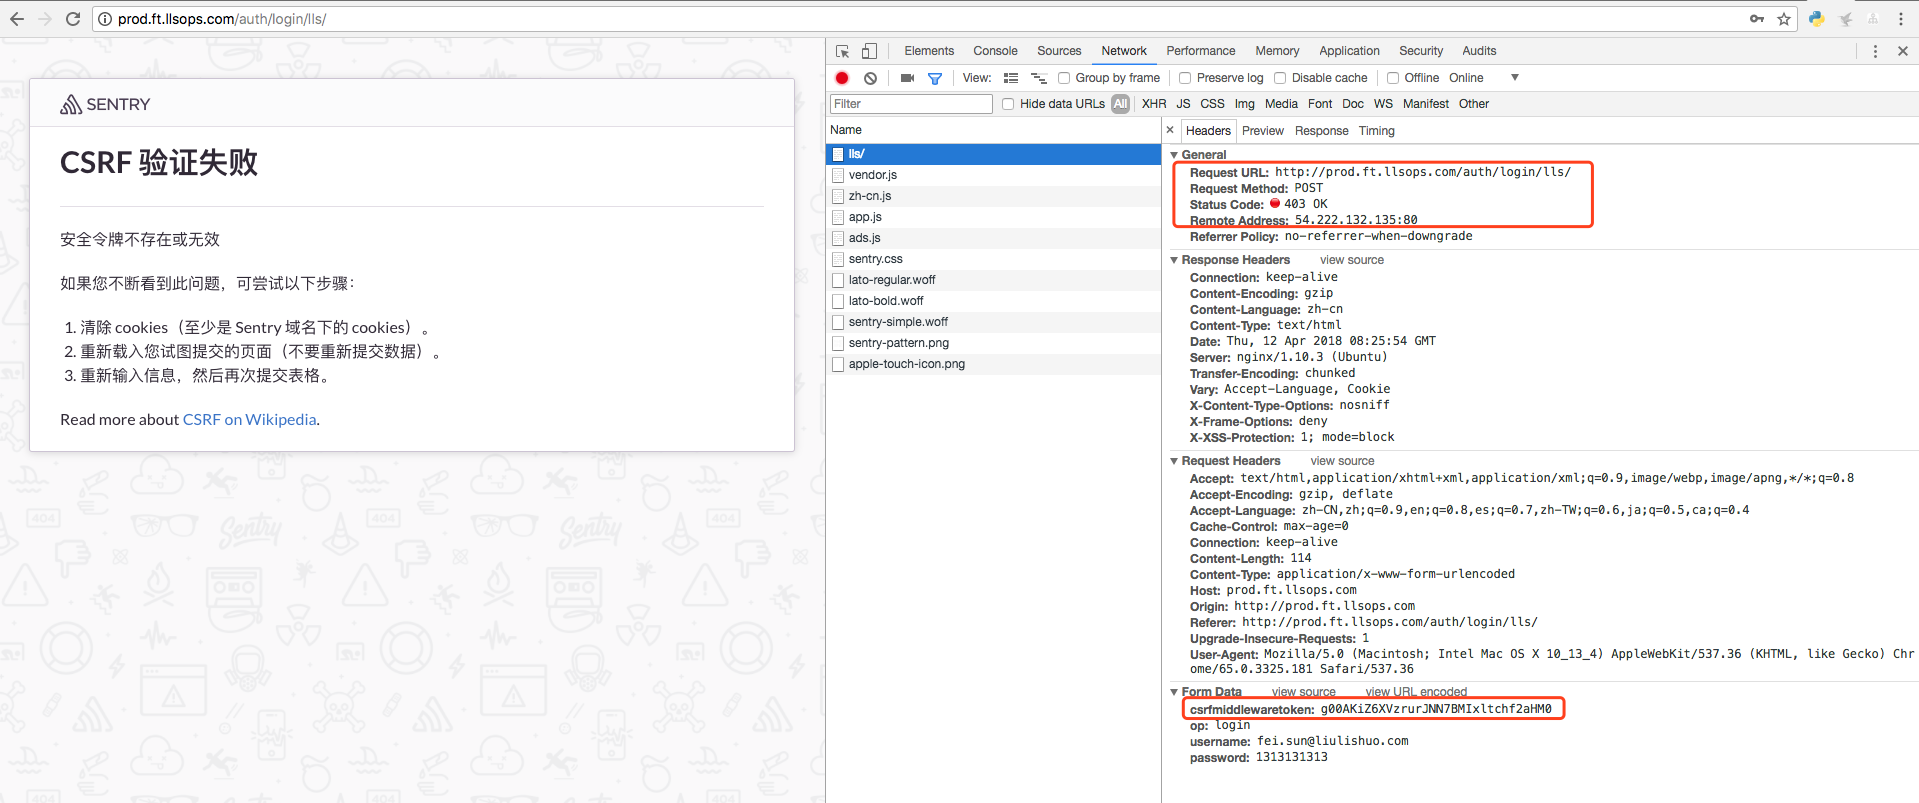 prod.ft.llsops.com/auth/login/lls/
SENTRY
CSRF 验证失败
安全令牌不存在或无效
如果您不断看到此问题，可尝试以下步骤：
1. 清除 cookies（至少是 Sentry 域名下的 cookies）。
2. 重新载入您试图提交的页面（不要重新提交数据）。
3. 重新输入信息，然后再次提交表格。
Read more about CSRF on Wikipedia.
Elements Console Sources Network Performance Memory Application Security Audits
View: Group by frame Preserve log Disable cache Offline Online
Filter Hide data URLs All XHR JS CSS Img Media Font Doc WS Manifest Other
Name
lls/
vendor.js
zh-cn.js
app.js
ads.js
sentry.css
lato-regular.woff
lato-bold.woff
sentry-simple.woff
sentry-pattern.png
apple-touch-icon.png
Headers Preview Response Timing
General
Request URL: http://prod.ft.llsops.com/auth/login/lls/
Request Method: POST
Status Code: 403 OK
Remote Address: 54.222.132.135:80
Referrer Policy: no-referrer-when-downgrade
Response Headers view source
Connection: keep-alive
Content-Encoding: gzip
Content-Language: zh-cn
Content-Type: text/html
Date: Thu, 12 Apr 2018 08:25:54 GMT
Server: nginx/1.10.3 (Ubuntu)
Transfer-Encoding: chunked
Vary: Accept-Language, Cookie
X-Content-Type-Options: nosniff
X-Frame-Options: deny
X-XSS-Protection: 1; mode=block
Request Headers view source
Accept: text/html,application/xhtml+xml,application/xml;q=0.9,image/webp,image/apng,*/*;q=0.8
Accept-Encoding: gzip, deflate
Accept-Language: zh-CN,zh;q=0.9,en;q=0.8,es;q=0.7,zh-TW;q=0.6,ja;q=0.5,ca;q=0.4
Cache-Control: max-age=0
Connection: keep-alive
Content-Length: 114
Content-Type: application/x-www-form-urlencoded
Host: prod.ft.llsops.com
Origin: http://prod.ft.llsops.com
Referer: http://prod.ft.llsops.com/auth/login/lls/
Upgrade-Insecure-Requests: 1
User-Agent: Mozilla/5.0 (Macintosh; Intel Mac OS X 10_13_4) AppleWebKit/537.36 (KHTML, like Gecko) Chr
ome/65.0.3325.181 Safari/537.36
Form Data view source view URL encoded
csrfmiddlewaretoken: g00AKiZ6XVzrurJNN7BMIxltchf2aHM0
op: login
username: fei.sun@liulishuo.com
password: 1313131313